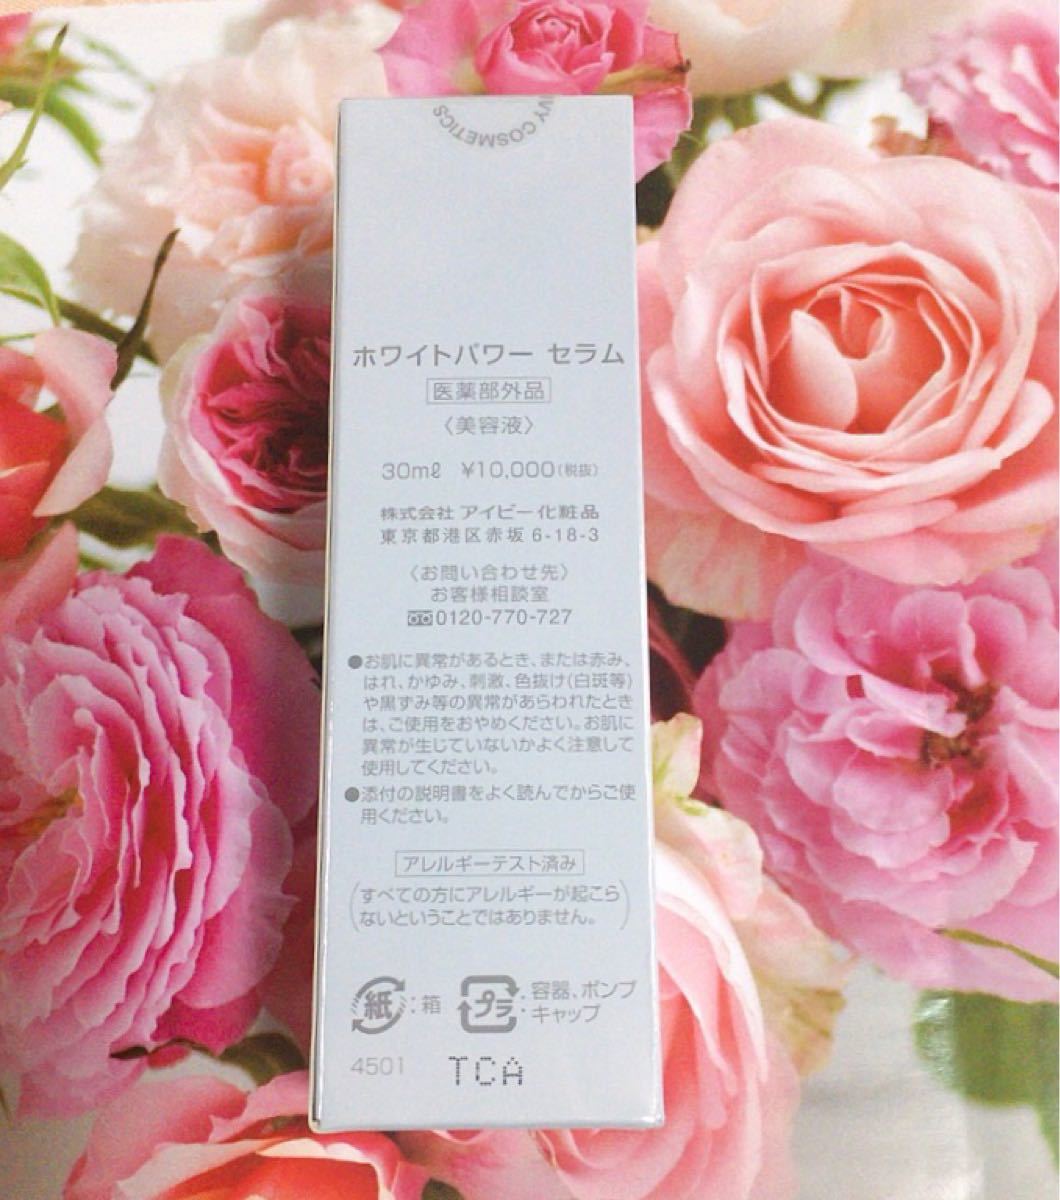 VY COSMETICS
ホワイトパワー セラム
医薬部外品
〈美容液〉
30mℓ ¥10,000(税抜)
株式会社 アイビー化粧品
東京都港区赤坂 6-18-3
〈お問い合わせ先〉
お客様相談室
0120-770-727
●お肌に異常があるとき、または赤み、
はれ、かゆみ、刺激、色抜け(白斑等)
や黒ずみ等の異常があらわれたとき
は、ご使用をおやめください。お肌に
異常が生じていないかよく注意して
使用してください。
●添付の説明書をよく読んでからご使
用ください。
アレルギーテスト済み
(すべての方にアレルギーが起こら
ないということではありません。)
紙:箱
プラ:容器、ポンプ
・キャップ
4501 TCA